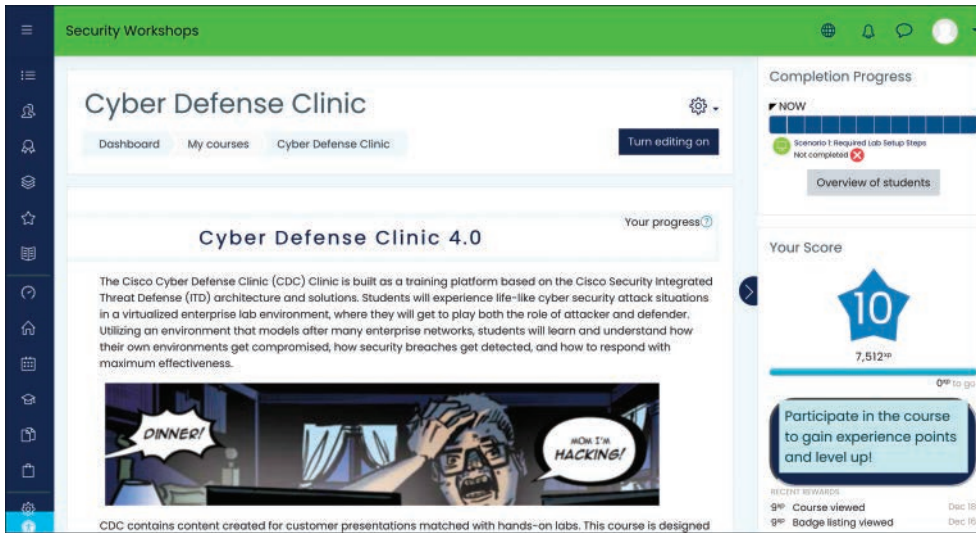 Security Workshops
Cyber Defense Clinic
Dashboard My courses Cyber Defense Clinic
Turn editing on
Cyber Defense Clinic 4.0
Your progress
The Cisco Cyber Defense Clinic (CDC) Clinic is built as a training platform based on the Cisco Security Integrated
Threat Defense (ITD) architecture and solutions. Students will experience life-like cyber security attack situations
in a virtualized enterprise lab environment, where they will get to play both the role of attacker and defender.
Utilizing an environment that models after many enterprise networks, students will learn and understand how
their own environments get compromised, how security breaches get detected, and how to respond with
maximum effectiveness.
DINNER!
MOM I'M
HACKING!
CDC contains content created for customer presentations matched with hands-on labs. This course is designed
Completion Progress
NOW
Scenario 1: Required Lab Setup Steps
Not completed
Overview of students
Your Score
10
7,512xp
0xp to go
Participate in the course
to gain experience points
and level up!
RECENT REWARDS
9xp Course viewed Dec 18
9xp Badge listing viewed Dec